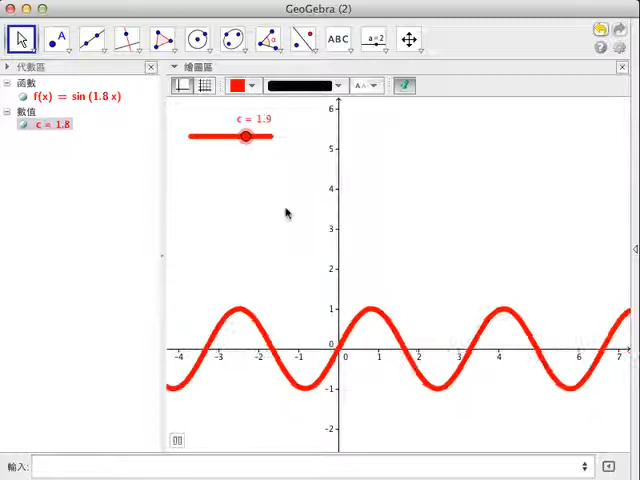 GeoGebra (2)
A
α
ABC
a = 2
代數區
繪圖區
函數
f(x) = sin (1.8 x)
數值
c = 1.8
A A
c = 1.9
6
5
4
3
2
1
0
-4 -3 -2 -1 0 1 2 3 4 5 6 7
-1
-2
輸入: